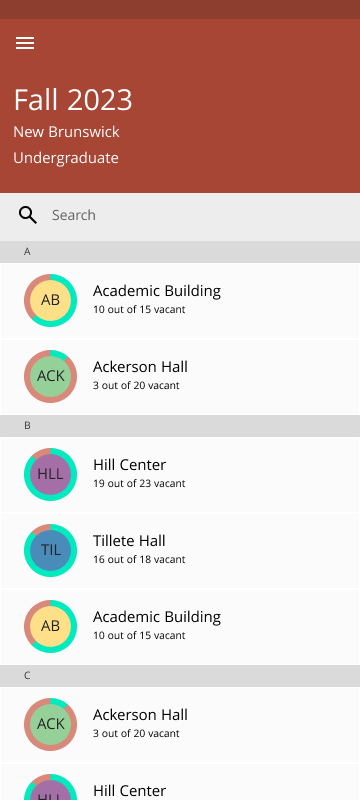 Fall 2023
New Brunswick
Undergraduate
Search
A
AB
Academic Building
10 out of 15 vacant
ACK
Ackerson Hall
3 out of 20 vacant
B
HLL
Hill Center
19 out of 23 vacant
TIL
Tillete Hall
16 out of 18 vacant
AB
Academic Building
10 out of 15 vacant
C
ACK
Ackerson Hall
3 out of 20 vacant
HLL
Hill Center